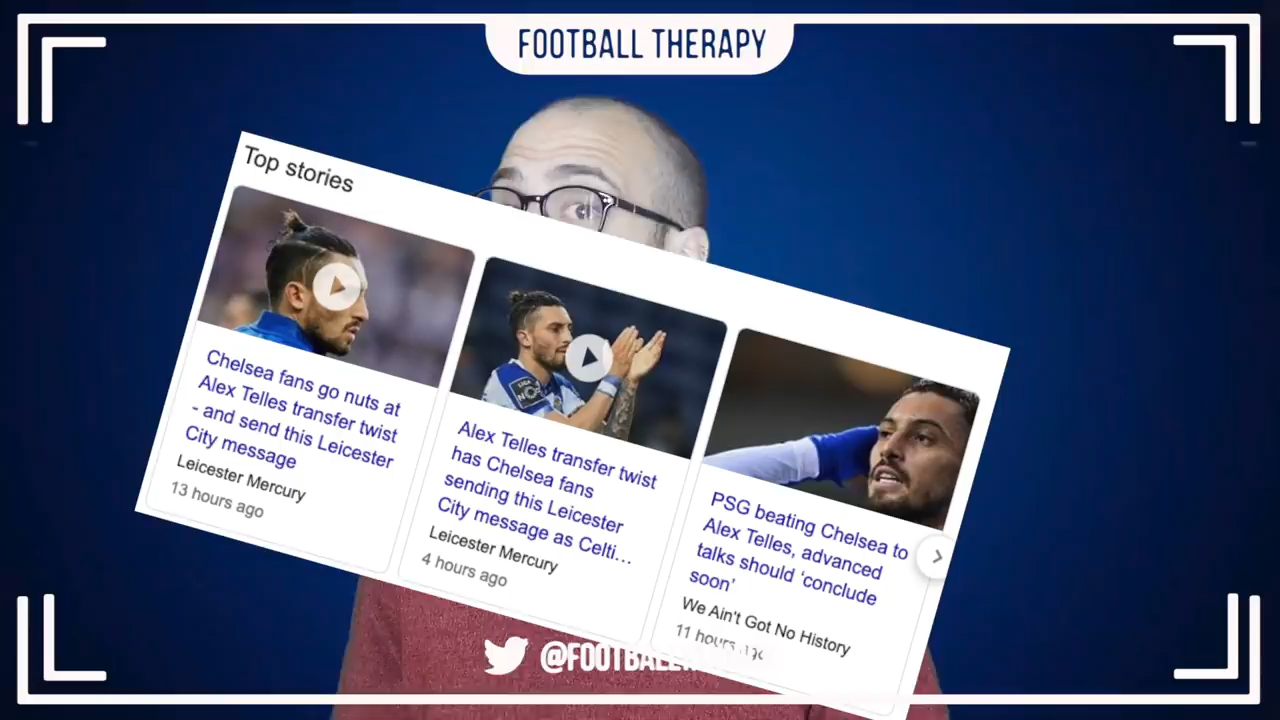 FOOTBALL THERAPY
Top stories
Chelsea fans go nuts at
Alex Telles transfer twist
- and send this Leicester
City message
Leicester Mercury
13 hours ago
Alex Telles transfer twist
has Chelsea fans
sending this Leicester
City message as Celti...
Leicester Mercury
4 hours ago
PSG beating Chelsea to
Alex Telles, advanced
talks should ‘conclude
soon’
We Ain't Got No History
11 hours ago